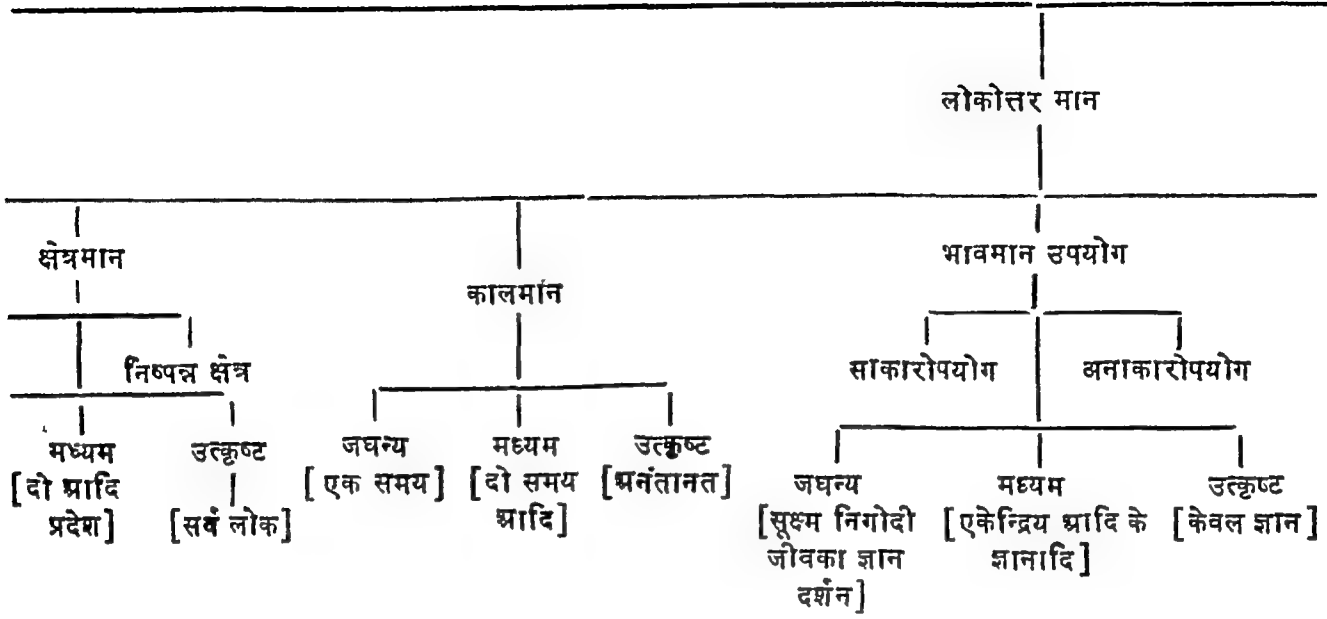 लोकोत्तर मान
क्षेत्रमान
कालमान
भावमान उपयोग
निष्पन्न क्षेत्र
साकारोपयोग
अनाकारोपयोग
मध्यम
[दो आदि
प्रदेश]
उत्कृष्ट
[सर्व लोक]
जघन्य
[एक समय]
मध्यम
[दो समय
आदि]
उत्कृष्ट
[अनंतानत]
जघन्य
[सूक्ष्म निगोदी
जीवका ज्ञान
दर्शन]
मध्यम
[एकेन्द्रिय आदि के
ज्ञानादि]
उत्कृष्ट
[केवल ज्ञान]